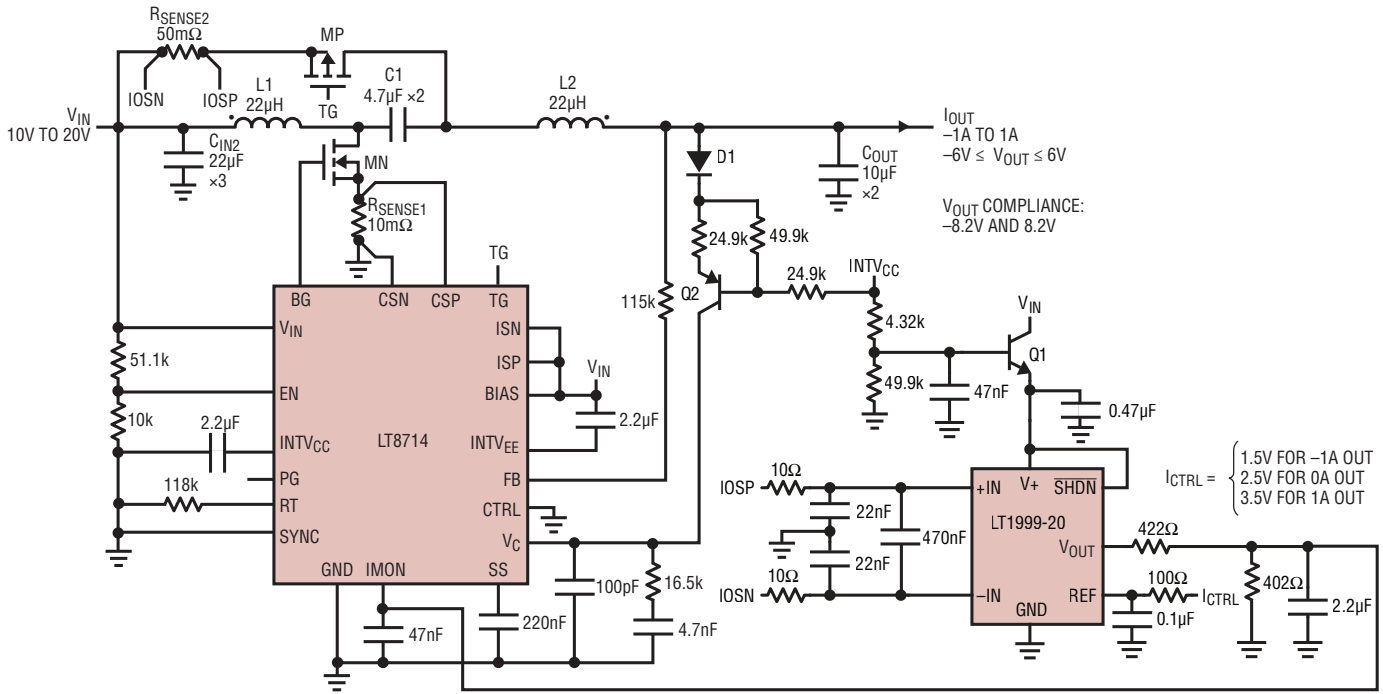 RSENSE2
50mΩ
MP
IOSN
IOSP
TG
L1
22µH
C1
4.7µF ×2
L2
22µH
VIN
10V TO 20V
CIN2
22µF
×3
MN
RSENSE1
10mΩ
D1
COUT
10µF
×2
IOUT
–1A TO 1A
–6V ≤ VOUT ≤ 6V
VOUT COMPLIANCE:
–8.2V AND 8.2V
24.9k
49.9k
Q2
24.9k
INTVCC
115k
4.32k
49.9k
47nF
VIN
Q1
0.47µF
TG
BG
CSN
CSP
TG
VIN
ISN
ISP
BIAS
VIN
51.1k
EN
10k
2.2µF
INTVCC
LT8714
INTVEE
2.2µF
PG
118k
RT
FB
CTRL
SYNC
VC
GND
IMON
SS
47nF
220nF
100pF
16.5k
4.7nF
IOSP
10Ω
22nF
22nF
470nF
IOSN
10Ω
+IN
V+
SHDN
LT1999-20
VOUT
–IN
REF
GND
422Ω
100Ω
ICTRL
0.1µF
402Ω
2.2µF
ICTRL =
1.5V FOR –1A OUT
2.5V FOR 0A OUT
3.5V FOR 1A OUT